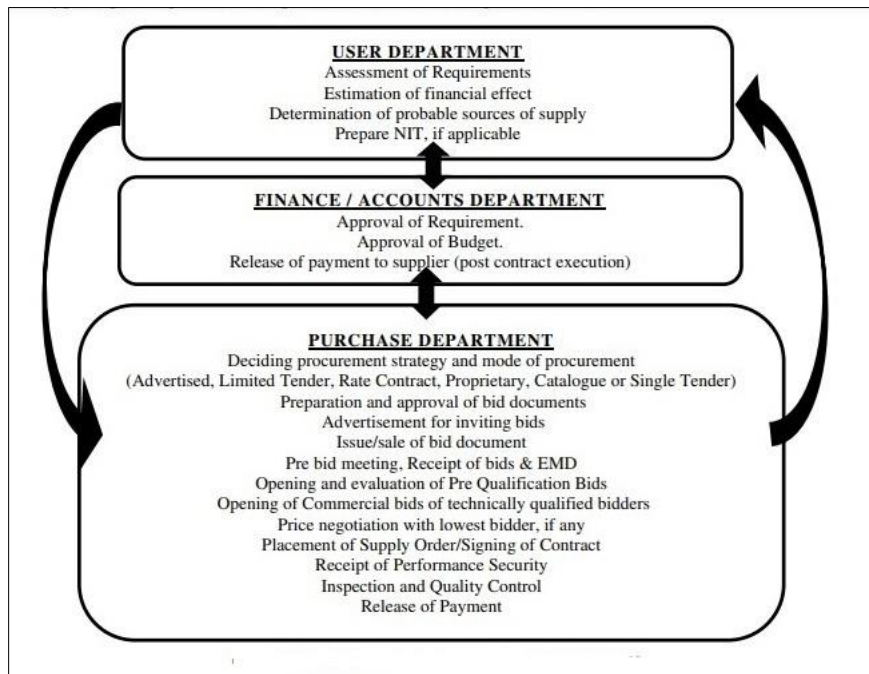 USER DEPARTMENT
Assessment of Requirements
Estimation of financial effect
Determination of probable sources of supply
Prepare NIT, if applicable
FINANCE / ACCOUNTS DEPARTMENT
Approval of Requirement.
Approval of Budget.
Release of payment to supplier (post contract execution)
PURCHASE DEPARTMENT
Deciding procurement strategy and mode of procurement
(Advertised, Limited Tender, Rate Contract, Proprietary, Catalogue or Single Tender)
Preparation and approval of bid documents
Advertisement for inviting bids
Issue/sale of bid document
Pre bid meeting, Receipt of bids & EMD
Opening and evaluation of Pre Qualification Bids
Opening of Commercial bids of technically qualified bidders
Price negotiation with lowest bidder, if any
Placement of Supply Order/Signing of Contract
Receipt of Performance Security
Inspection and Quality Control
Release of Payment